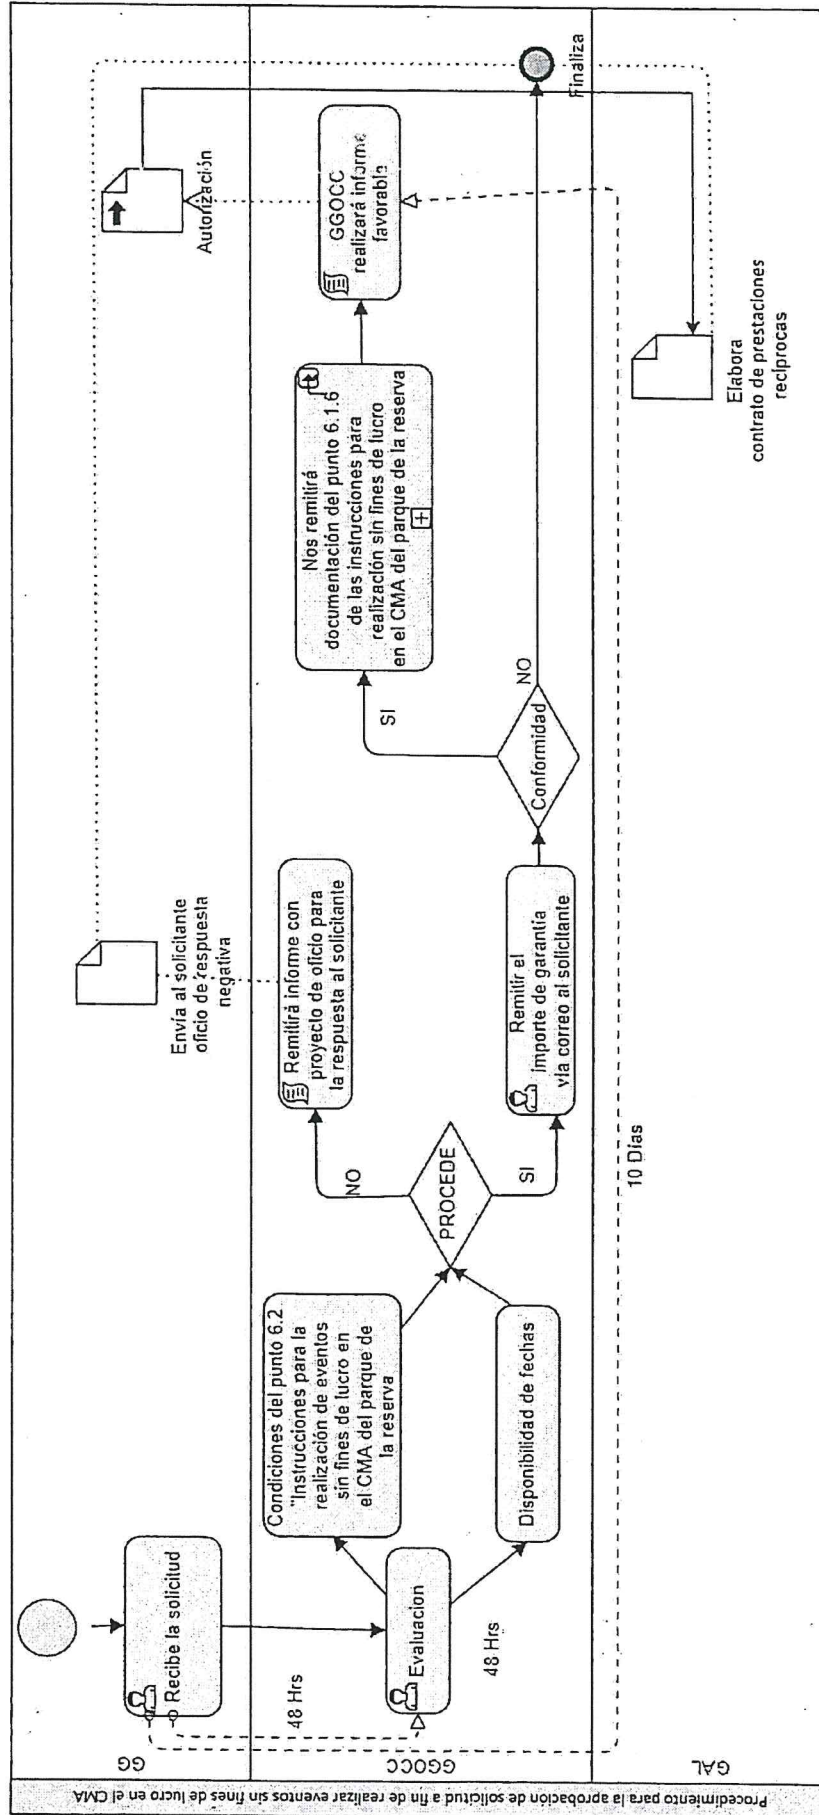 Procedimiento para la aprobación de solicitud a fin de realizar eventos sin fines de lucro en el CMA
GG
GGOCC
GAL
Recibe la solicitud
48 Hrs
Evaluacion
48 Hrs
Condiciones del punto 6.2
"Instrucciones para la
realización de eventos
sin fines de lucro en
el CMA del parque de
la reserva
Disponibilidad de fechas
PROCEDE
NO
SI
Remitirá informe con
proyecto de oficio para
la respuesta al solicitante
Envía al solicitante
oficio de respuesta
negativa
Remitir el
importe de garantía
vía correo al solicitante
Conformidad
SI
NO
Nos remitirá
documentación del punto 6.1.6
de las instrucciones para
realización sin fines de lucro
en el CMA del parque de la reserva
GGOCC
realizará informe
favorable
Autorización
Finaliza
Elabora
contrato de prestaciones
recíprocas
10 Días